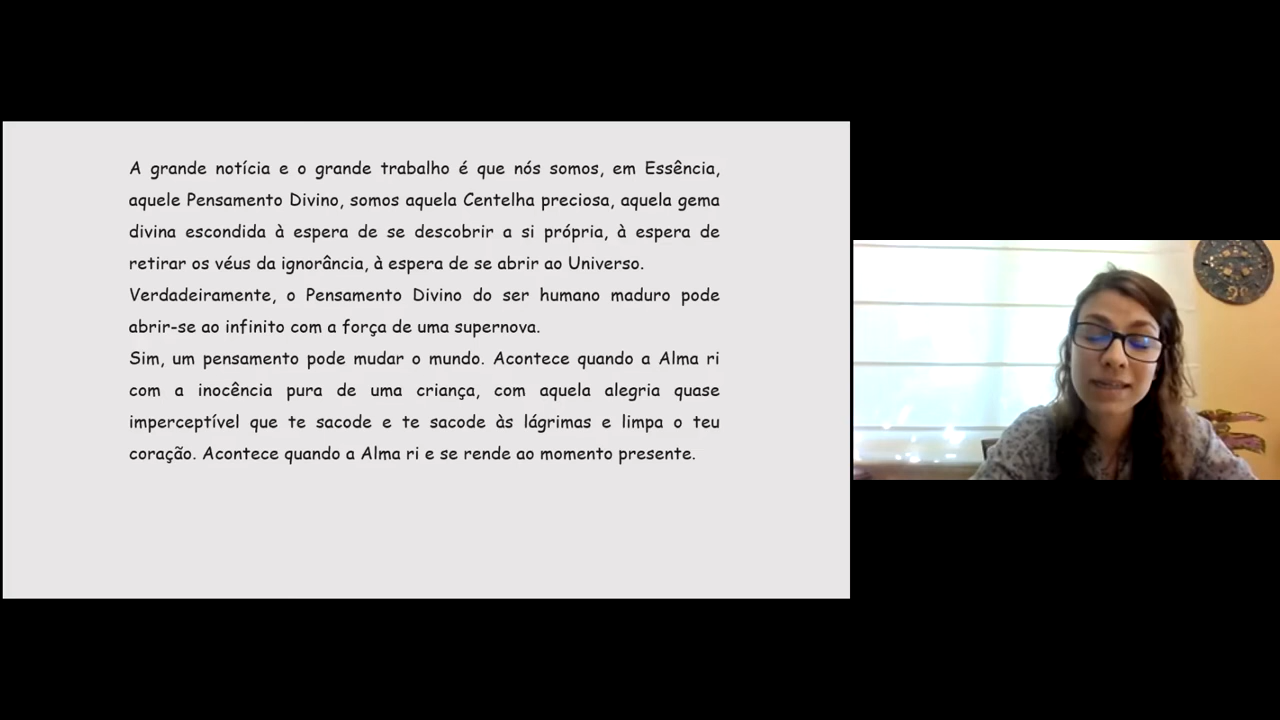 A grande notícia e o grande trabalho é que nós somos, em Essência,
aquele Pensamento Divino, somos aquela Centelha preciosa, aquela gema
divina escondida à espera de se descobrir a si própria, à espera de
retirar os véus da ignorância, à espera de se abrir ao Universo.
Verdadeiramente, o Pensamento Divino do ser humano maduro pode
abrir-se ao infinito com a força de uma supernova.
Sim, um pensamento pode mudar o mundo. Acontece quando a Alma ri
com a inocência pura de uma criança, com aquela alegria quase
imperceptível que te sacode e te sacode às lágrimas e limpa o teu
coração. Acontece quando a Alma ri e se rende ao momento presente.